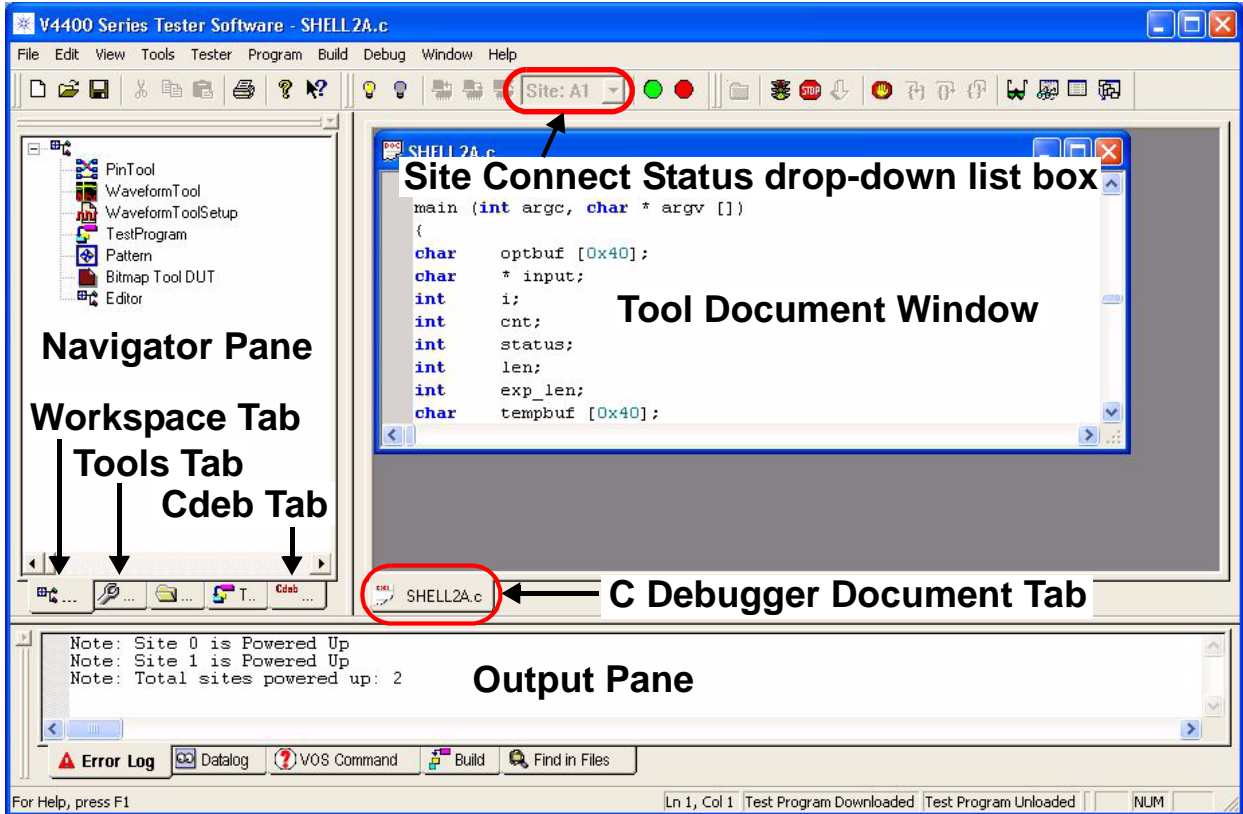 V4400 Series Tester Software - SHELL2A.c
File Edit View Tools Tester Program Build Debug Window Help
Site: A1
STOP
PinTool
WaveformTool
WaveformToolSetup
TestProgram
Pattern
Bitmap Tool DUT
Editor
Navigator Pane
Workspace Tab
Tools Tab
Cdeb Tab
... ... ... T... Cdeb ...
SHELL2A.c
Site Connect Status drop-down list box
main (int argc, char * argv [])
{
char optbuf [0x40];
char * input;
int i;
int cnt;
int status;
int len;
int exp_len;
char tempbuf [0x40];
Tool Document Window
SHELL2A.c
C Debugger Document Tab
Note: Site 0 is Powered Up
Note: Site 1 is Powered Up
Note: Total sites powered up: 2
Output Pane
Error Log Datalog VOS Command Build Find in Files
For Help, press F1 Ln 1, Col 1 Test Program Downloaded Test Program Unloaded NUM